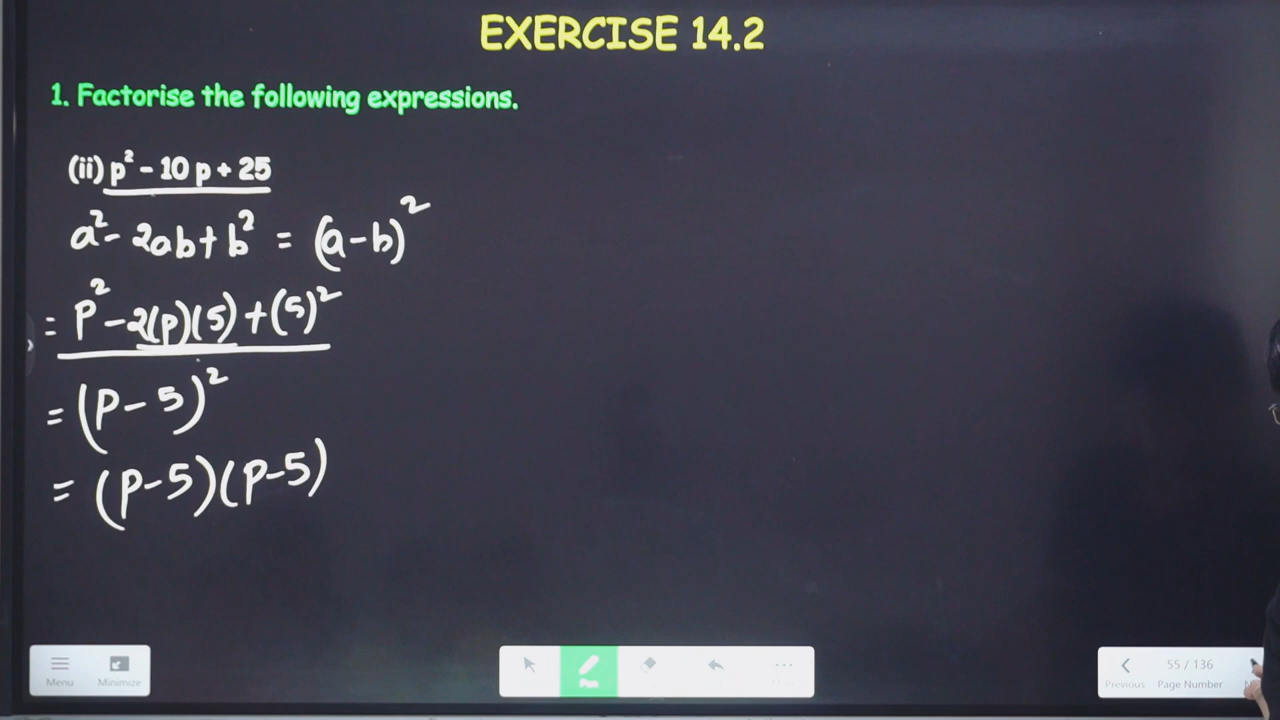 EXERCISE 14.2
1. Factorise the following expressions.
(ii) p² - 10 p + 25
a² - 2ab + b² = (a - b)²
= p² - 2(p)(5) + (5)²
= (p - 5)²
= (p - 5)(p - 5)
Menu Minimize Pen Previous 55 / 136 Page Number